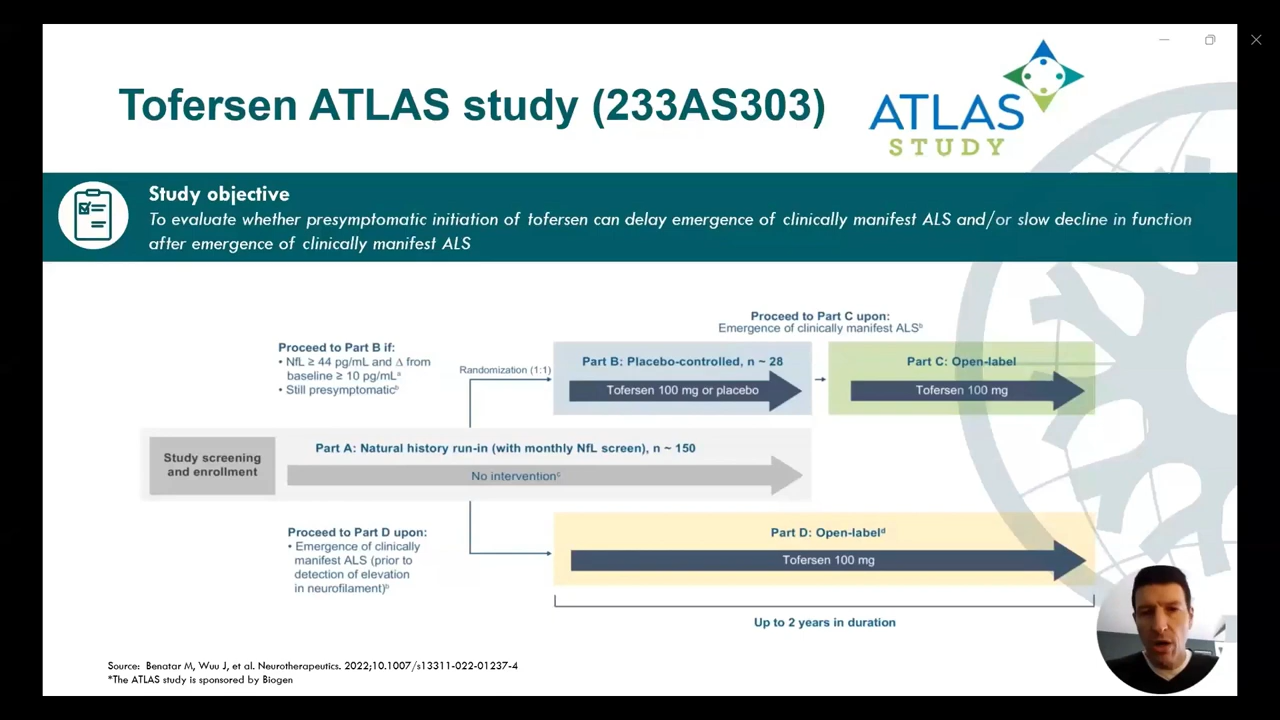 Tofersen ATLAS study (233AS303)
ATLAS
STUDY
Study objective
To evaluate whether presymptomatic initiation of tofersen can delay emergence of clinically manifest ALS and/or slow decline in function
after emergence of clinically manifest ALS
Proceed to Part C upon:
Emergence of clinically manifest ALSᵇ
Proceed to Part B if:
• NfL ≥ 44 pg/mL and Δ from
baseline ≥ 10 pg/mLᵃ
• Still presymptomaticᵇ
Randomization (1:1)
Part B: Placebo-controlled, n ~ 28
Tofersen 100 mg or placebo
Part C: Open-label
Tofersen 100 mg
Study screening
and enrollment
Part A: Natural history run-in (with monthly NfL screen), n ~ 150
No interventionᶜ
Proceed to Part D upon:
• Emergence of clinically
manifest ALS (prior to
detection of elevation
in neurofilament)ᵇ
Part D: Open-labelᵈ
Tofersen 100 mg
Up to 2 years in duration
Source: Benatar M, Wuu J, et al. Neurotherapeutics. 2022;10.1007/s13311-022-01237-4
*The ATLAS study is sponsored by Biogen